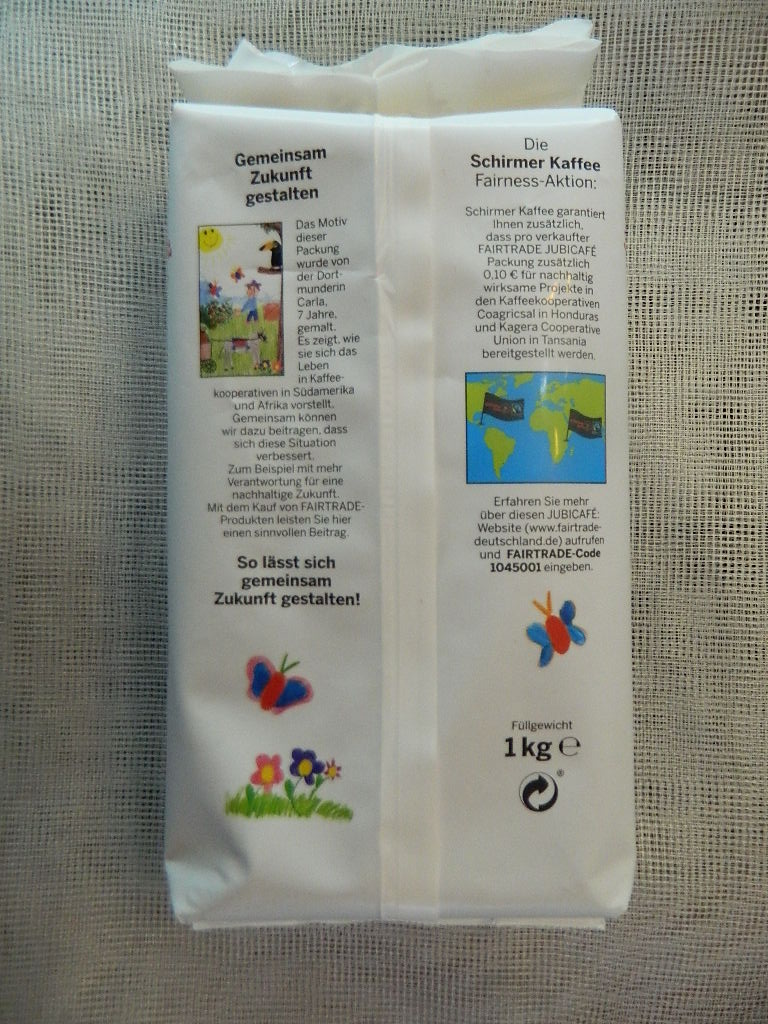 Gemeinsam
Zukunft
gestalten
Das Motiv
dieser
Packung
wurde von
der Dort-
munderin
Carla,
7 Jahre,
gemalt.
Es zeigt, wie
sie sich das
Leben
in Kaffee-
kooperativen in Südamerika
und Afrika vorstellt.
Gemeinsam können
wir dazu beitragen, dass
sich diese Situation
verbessert.
Zum Beispiel mit mehr
Verantwortung für eine
nachhaltige Zukunft.
Mit dem Kauf von FAIRTRADE-
Produkten leisten Sie hier
einen sinnvollen Beitrag.
So lässt sich
gemeinsam
Zukunft gestalten!
Die
Schirmer Kaffee
Fairness-Aktion:
Schirmer Kaffee garantiert
Ihnen zusätzlich,
dass pro verkaufter
FAIRTRADE JUBICAFÉ
Packung zusätzlich
0,10 € für nachhaltig
wirksame Projekte in
den Kaffeekooperativen
Coagricsal in Honduras
und Kagera Cooperative
Union in Tansania
bereitgestellt werden.
Erfahren Sie mehr
über diesen JUBICAFÉ:
Website (www.fairtrade-
deutschland.de) aufrufen
und FAIRTRADE-Code
1045001 eingeben.
Füllgewicht
1 kg ℮
®